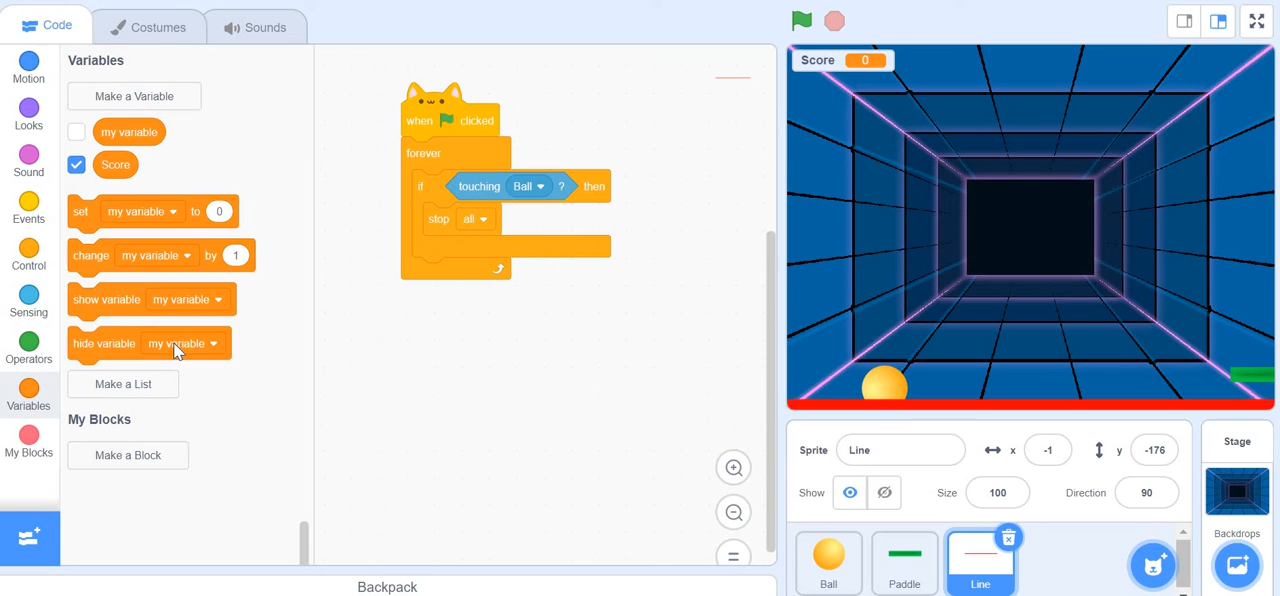 Code
Costumes
Sounds
Motion
Looks
Sound
Events
Control
Sensing
Operators
Variables
My Blocks
Variables
Make a Variable
my variable
Score
set my variable to 0
change my variable by 1
show variable my variable
hide variable my variable
Make a List
My Blocks
Make a Block
when clicked
forever
if touching Ball ? then
stop all
Backpack
Score 0
Sprite Line x -1 y -176
Show Size 100 Direction 90
Ball
Paddle
Line
Stage
Backdrops